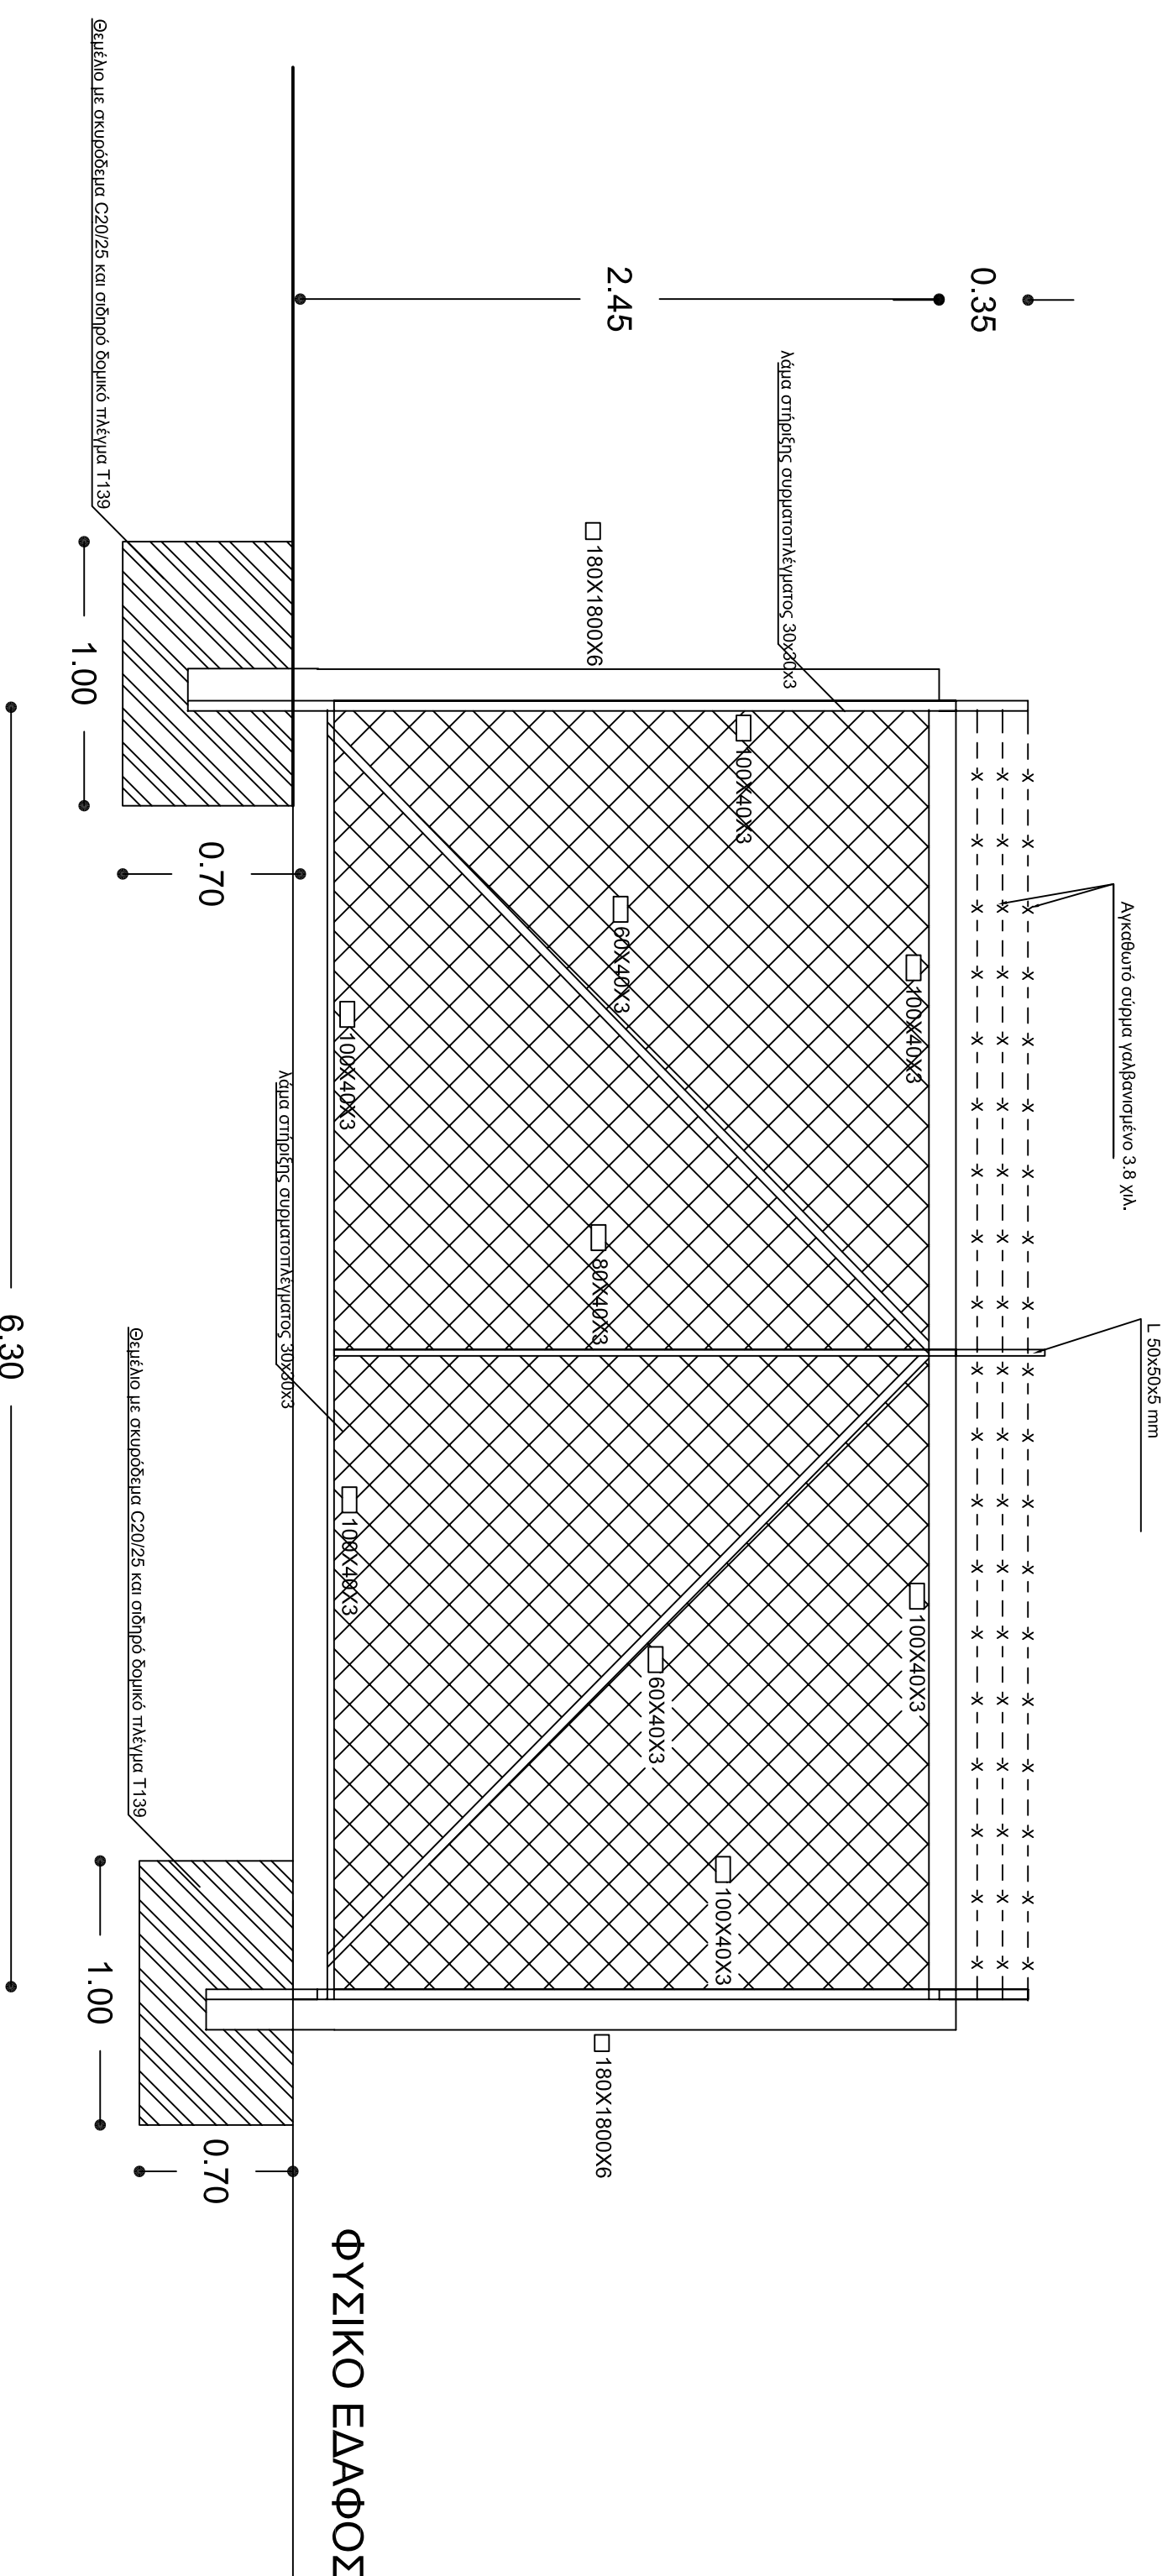 L 50x50x5 mm
Αγκαθωτό σύρμα γαλβανισμένο 3.8 χιλ.
0.35
2.45
λάμα στήριξης συρματοπλέγματος 30x30x3
180X1800X6
100X40X3
100X40X3
60X40X3
80X40X3
100X40X3
100X40X3
60X40X3
100X40X3
100X40X3
180X1800X6
λάμα στήριξης συρματοπλέγματος 30x30x3
ΦΥΣΙΚΟ ΕΔΑΦΟΣ
0.70
0.70
Θεμέλιο με σκυρόδεμα C20/25 και σιδηρό δομικό πλέγμα T139
Θεμέλιο με σκυρόδεμα C20/25 και σιδηρό δομικό πλέγμα T139
1.00
1.00
6.30